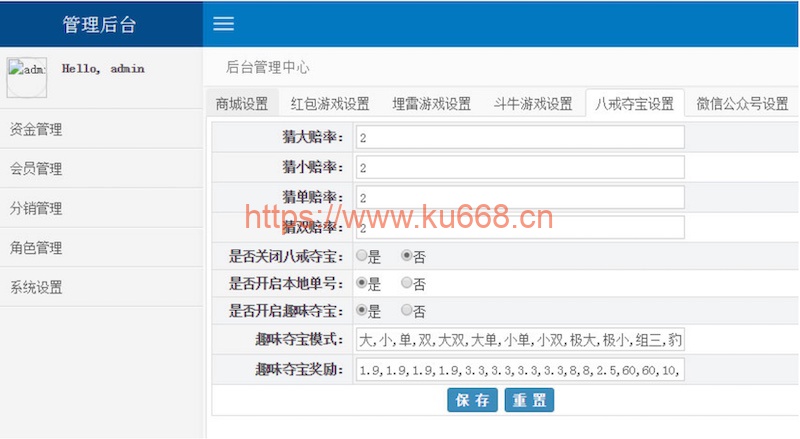 管理后台
adm
Hello, admin
后台管理中心
商城设置 红包游戏设置 埋雷游戏设置 斗牛游戏设置 八戒夺宝设置 微信公众号设置
资金管理
会员管理
分销管理
角色管理
系统设置
猜大赔率： 2
猜小赔率： 2
猜单赔率： 2
https://www.ku668.cn
猜双赔率： 2
是否关闭八戒夺宝： 是 否
是否开启本地单号： 是 否
是否开启趣味夺宝： 是 否
趣味夺宝模式： 大,小,单,双,大双,大单,小单,小双,极大,极小,组三,豹
趣味夺宝奖励： 1.9,1.9,1.9,1.9,3.3,3.3,3.3,3.3,8,8,2.5,60,60,10,
保存 重置